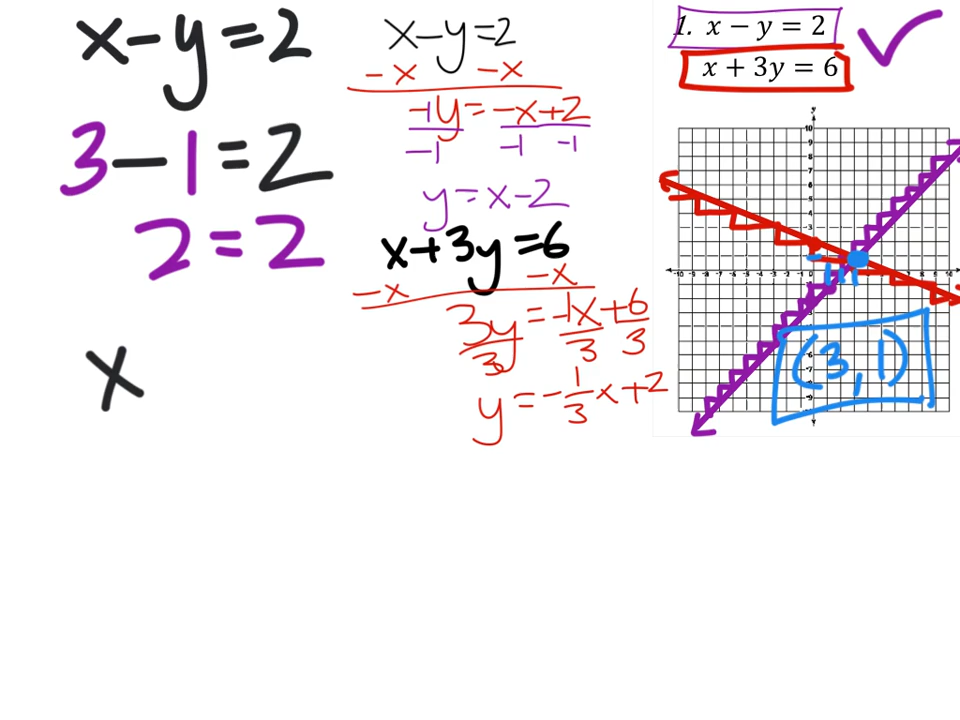 x-y=2
3-1=2
2=2
x
x-y=2
-x -x
-1y=-x+2
-1 -1 -1
y=x-2
x+3y=6
-x -x
3y=-1x+6
3 3 3
y=-1/3x+2
1. x − y = 2
x + 3y = 6
(3,1)